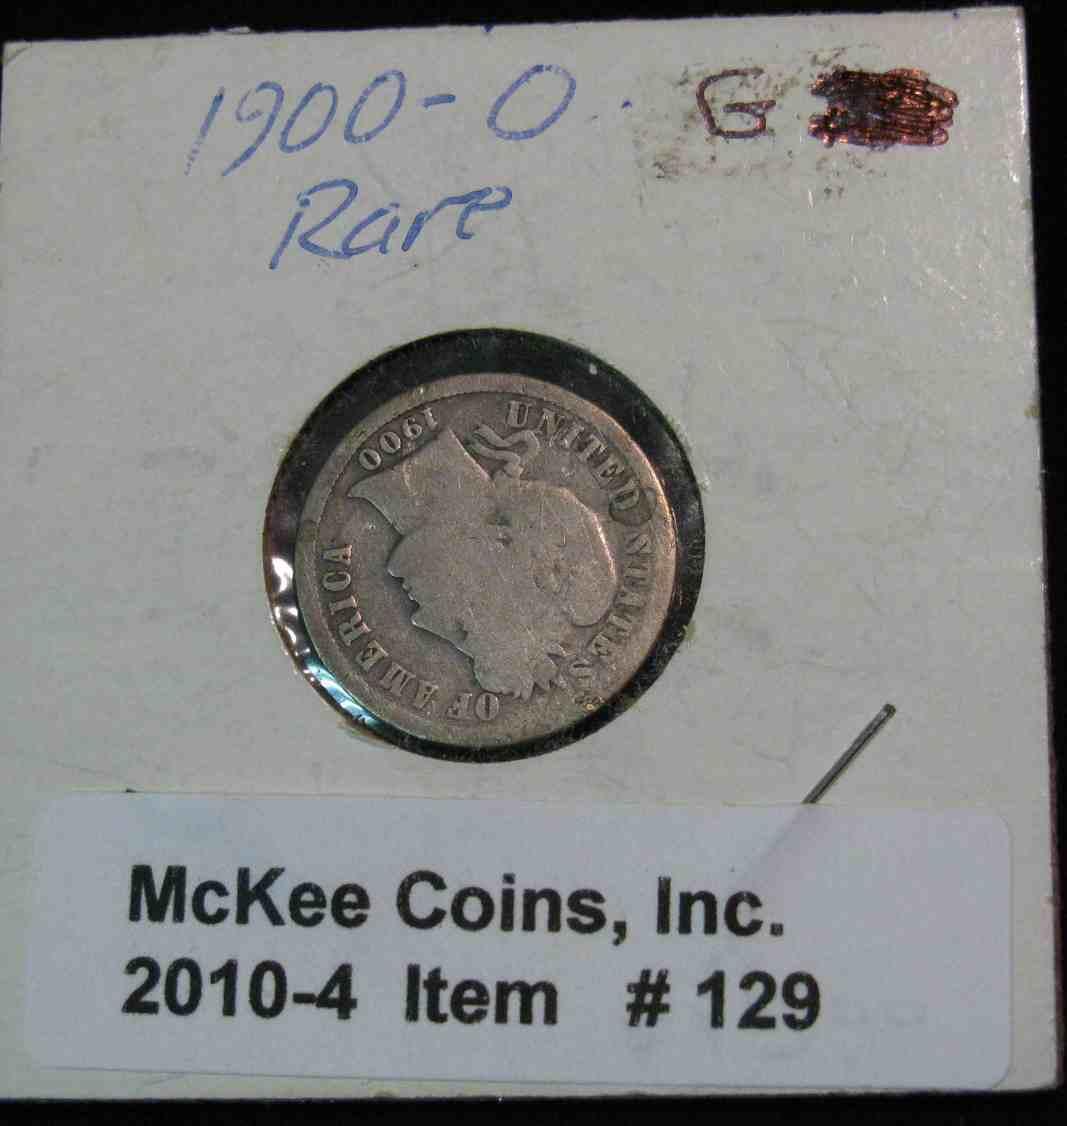 1900-O G
Rare
UNITED STATES OF AMERICA
1900
McKee Coins, Inc.
2010-4 Item # 129